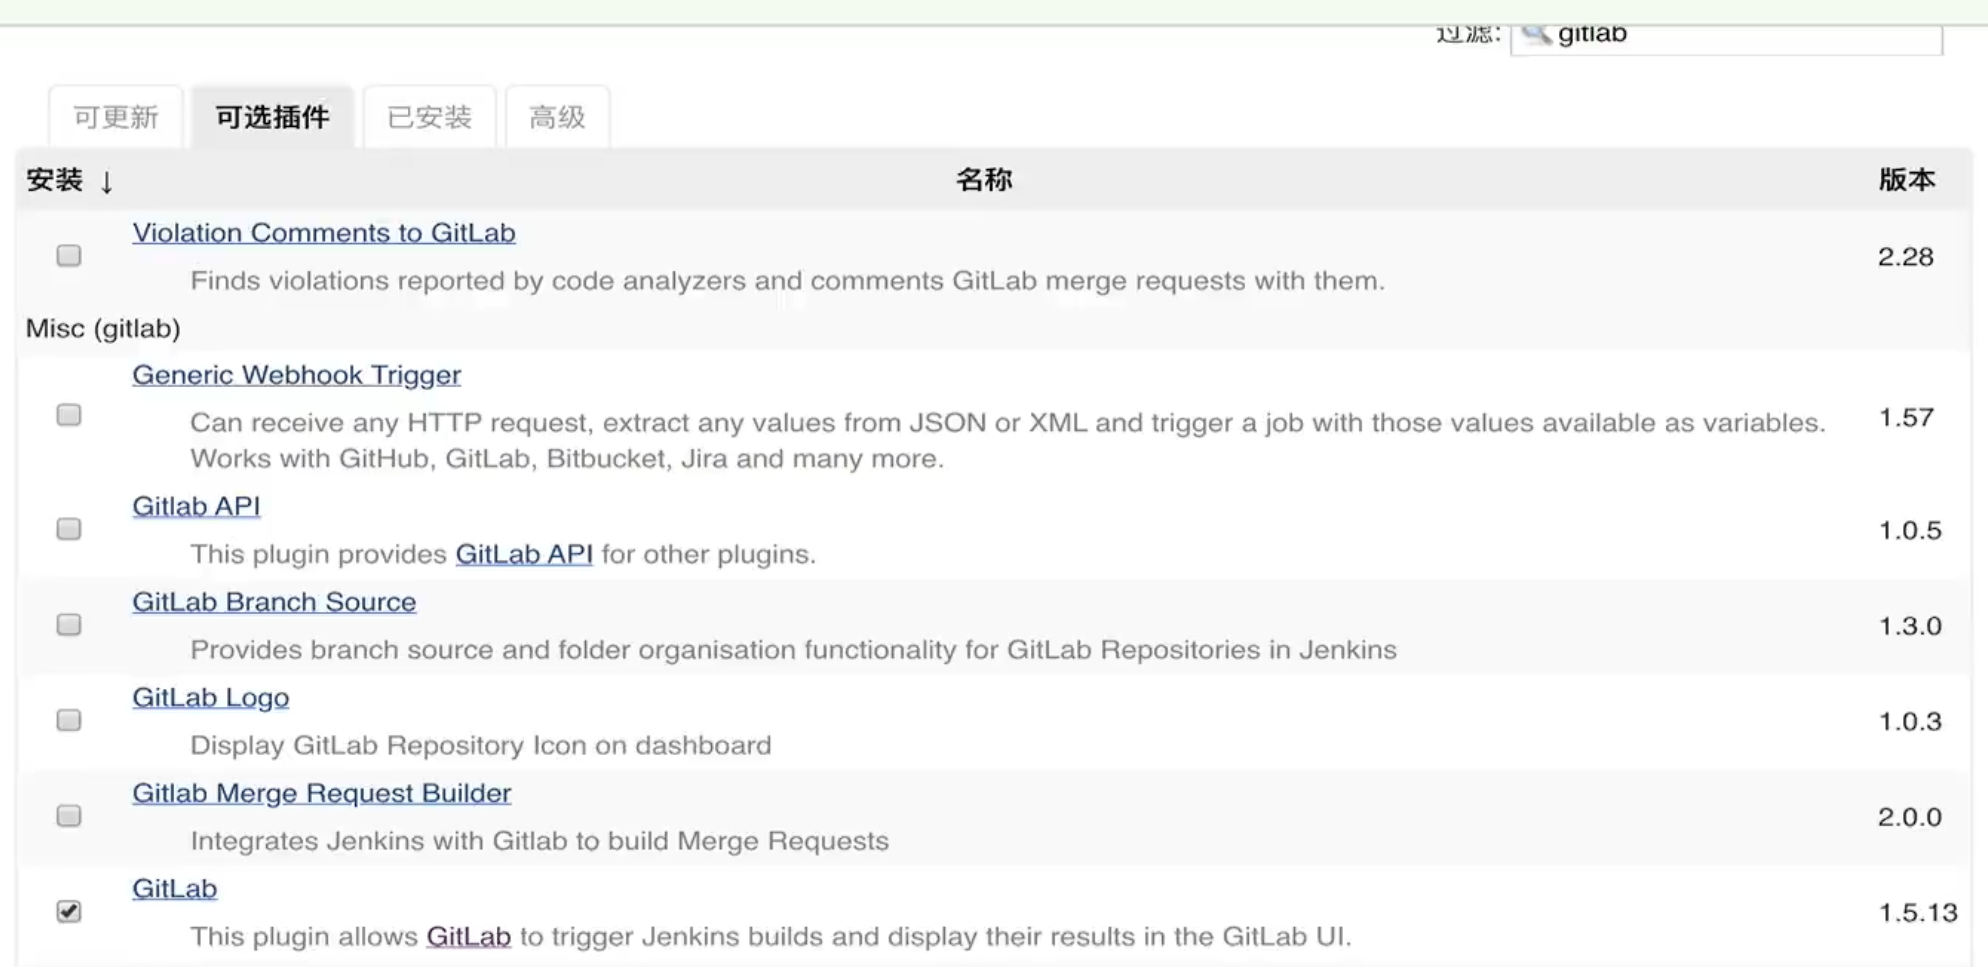 过滤: gitlab
可更新 可选插件 已安装 高级
安装 ↓ 名称 版本
Violation Comments to GitLab
Finds violations reported by code analyzers and comments GitLab merge requests with them.
2.28
Misc (gitlab)
Generic Webhook Trigger
Can receive any HTTP request, extract any values from JSON or XML and trigger a job with those values available as variables.
Works with GitHub, GitLab, Bitbucket, Jira and many more.
1.57
Gitlab API
This plugin provides GitLab API for other plugins.
1.0.5
GitLab Branch Source
Provides branch source and folder organisation functionality for GitLab Repositories in Jenkins
1.3.0
GitLab Logo
Display GitLab Repository Icon on dashboard
1.0.3
Gitlab Merge Request Builder
Integrates Jenkins with Gitlab to build Merge Requests
2.0.0
GitLab
This plugin allows GitLab to trigger Jenkins builds and display their results in the GitLab UI.
1.5.13